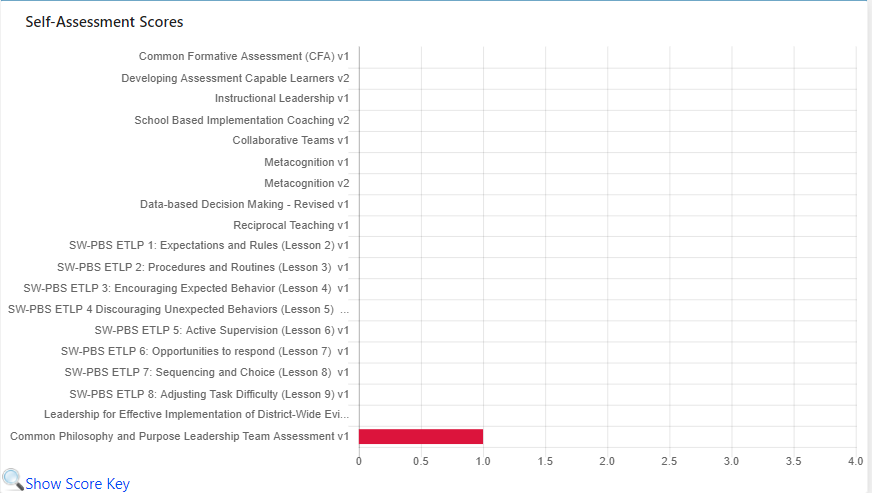 Self-Assessment Scores
Common Formative Assessment (CFA) v1
Developing Assessment Capable Learners v2
Instructional Leadership v1
School Based Implementation Coaching v2
Collaborative Teams v1
Metacognition v1
Metacognition v2
Data-based Decision Making - Revised v1
Reciprocal Teaching v1
SW-PBS ETLP 1: Expectations and Rules (Lesson 2) v1
SW-PBS ETLP 2: Procedures and Routines (Lesson 3) v1
SW-PBS ETLP 3: Encouraging Expected Behavior (Lesson 4) v1
SW-PBS ETLP 4 Discouraging Unexpected Behaviors (Lesson 5) ...
SW-PBS ETLP 5: Active Supervision (Lesson 6) v1
SW-PBS ETLP 6: Opportunities to respond (Lesson 7) v1
SW-PBS ETLP 7: Sequencing and Choice (Lesson 8) v1
SW-PBS ETLP 8: Adjusting Task Difficulty (Lesson 9) v1
Leadership for Effective Implementation of District-Wide Evi...
Common Philosophy and Purpose Leadership Team Assessment v1
0 0.5 1.0 1.5 2.0 2.5 3.0 3.5 4.0
Show Score Key